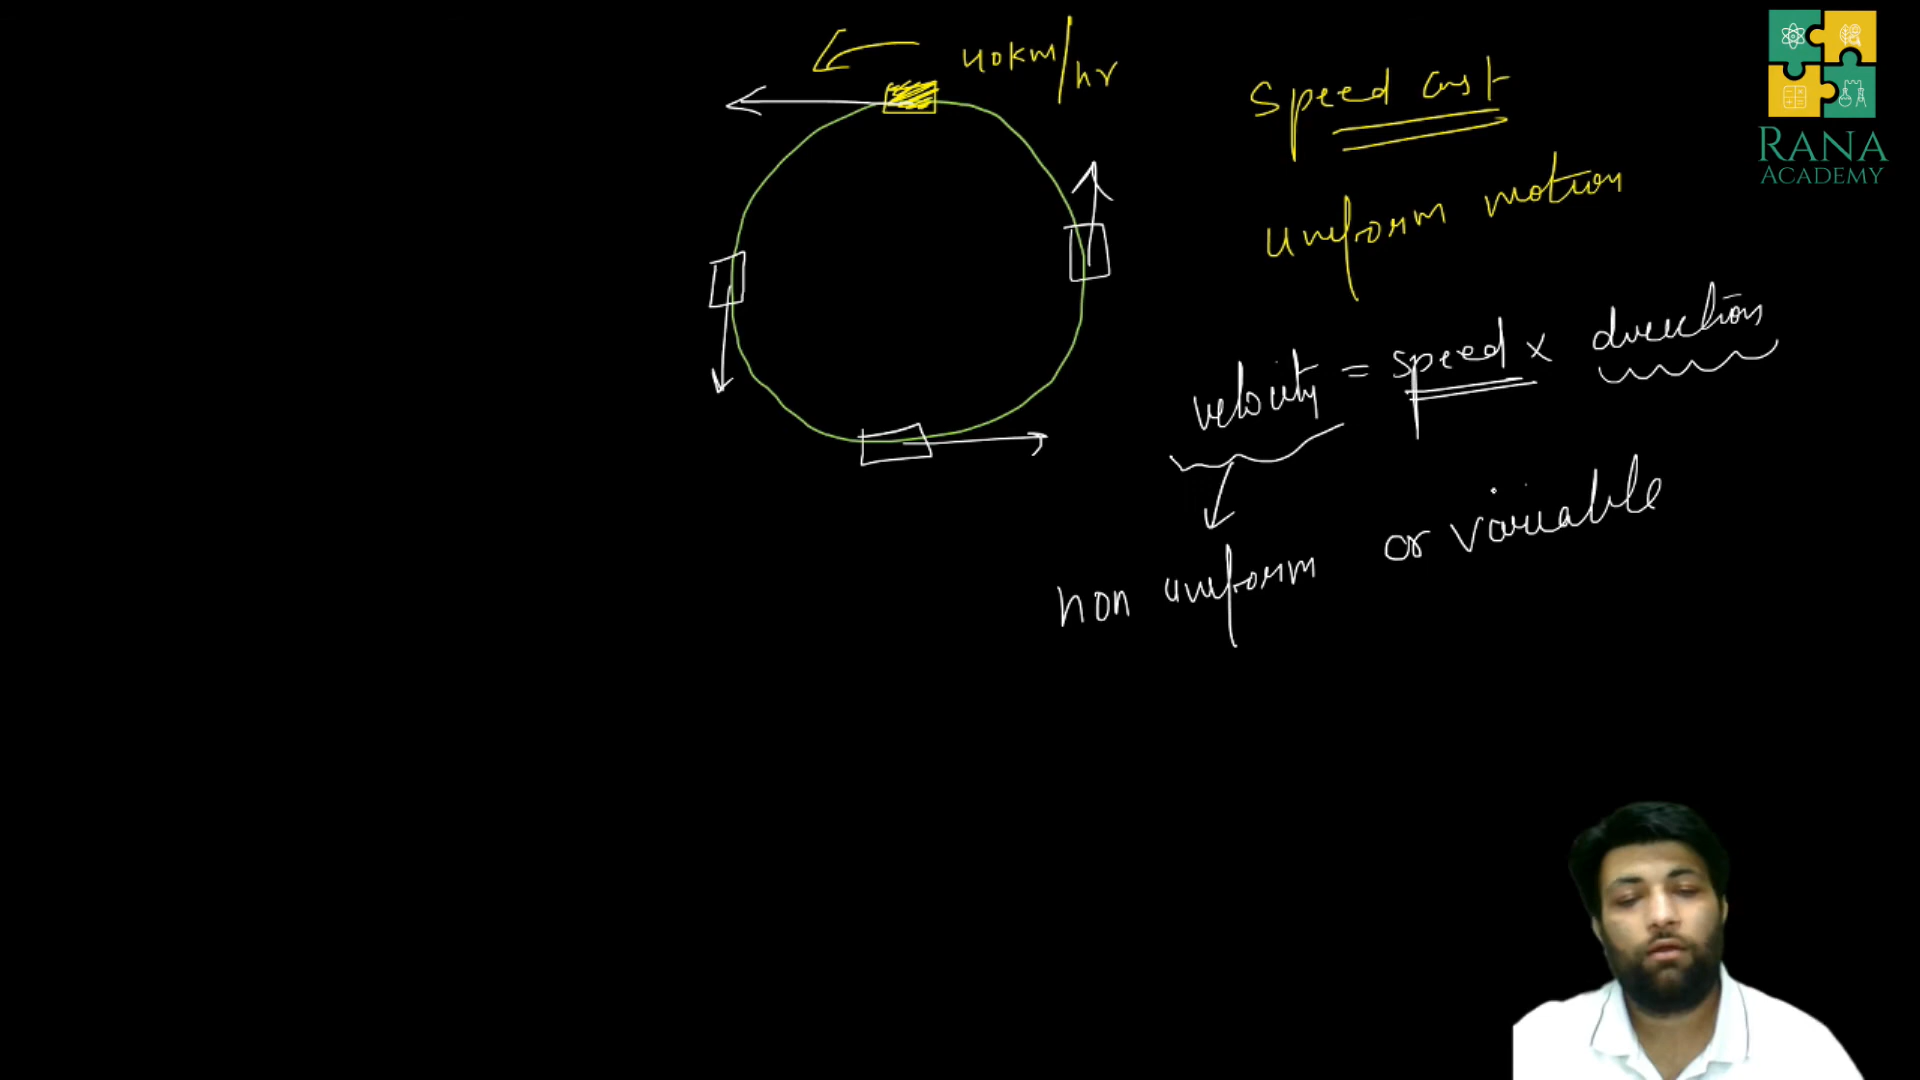 40km/hr
Speed cnst
uniform motion
velocity = speed x direction
non uniform or variable
RANA
ACADEMY